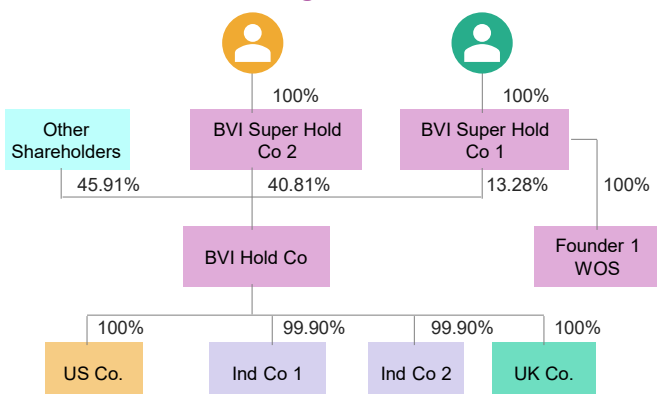 100%
100%
Other
Shareholders
BVI Super Hold
Co 2
BVI Super Hold
Co 1
45.91%
40.81%
13.28%
100%
BVI Hold Co
Founder 1
WOS
100%
99.90%
99.90%
100%
US Co.
Ind Co 1
Ind Co 2
UK Co.